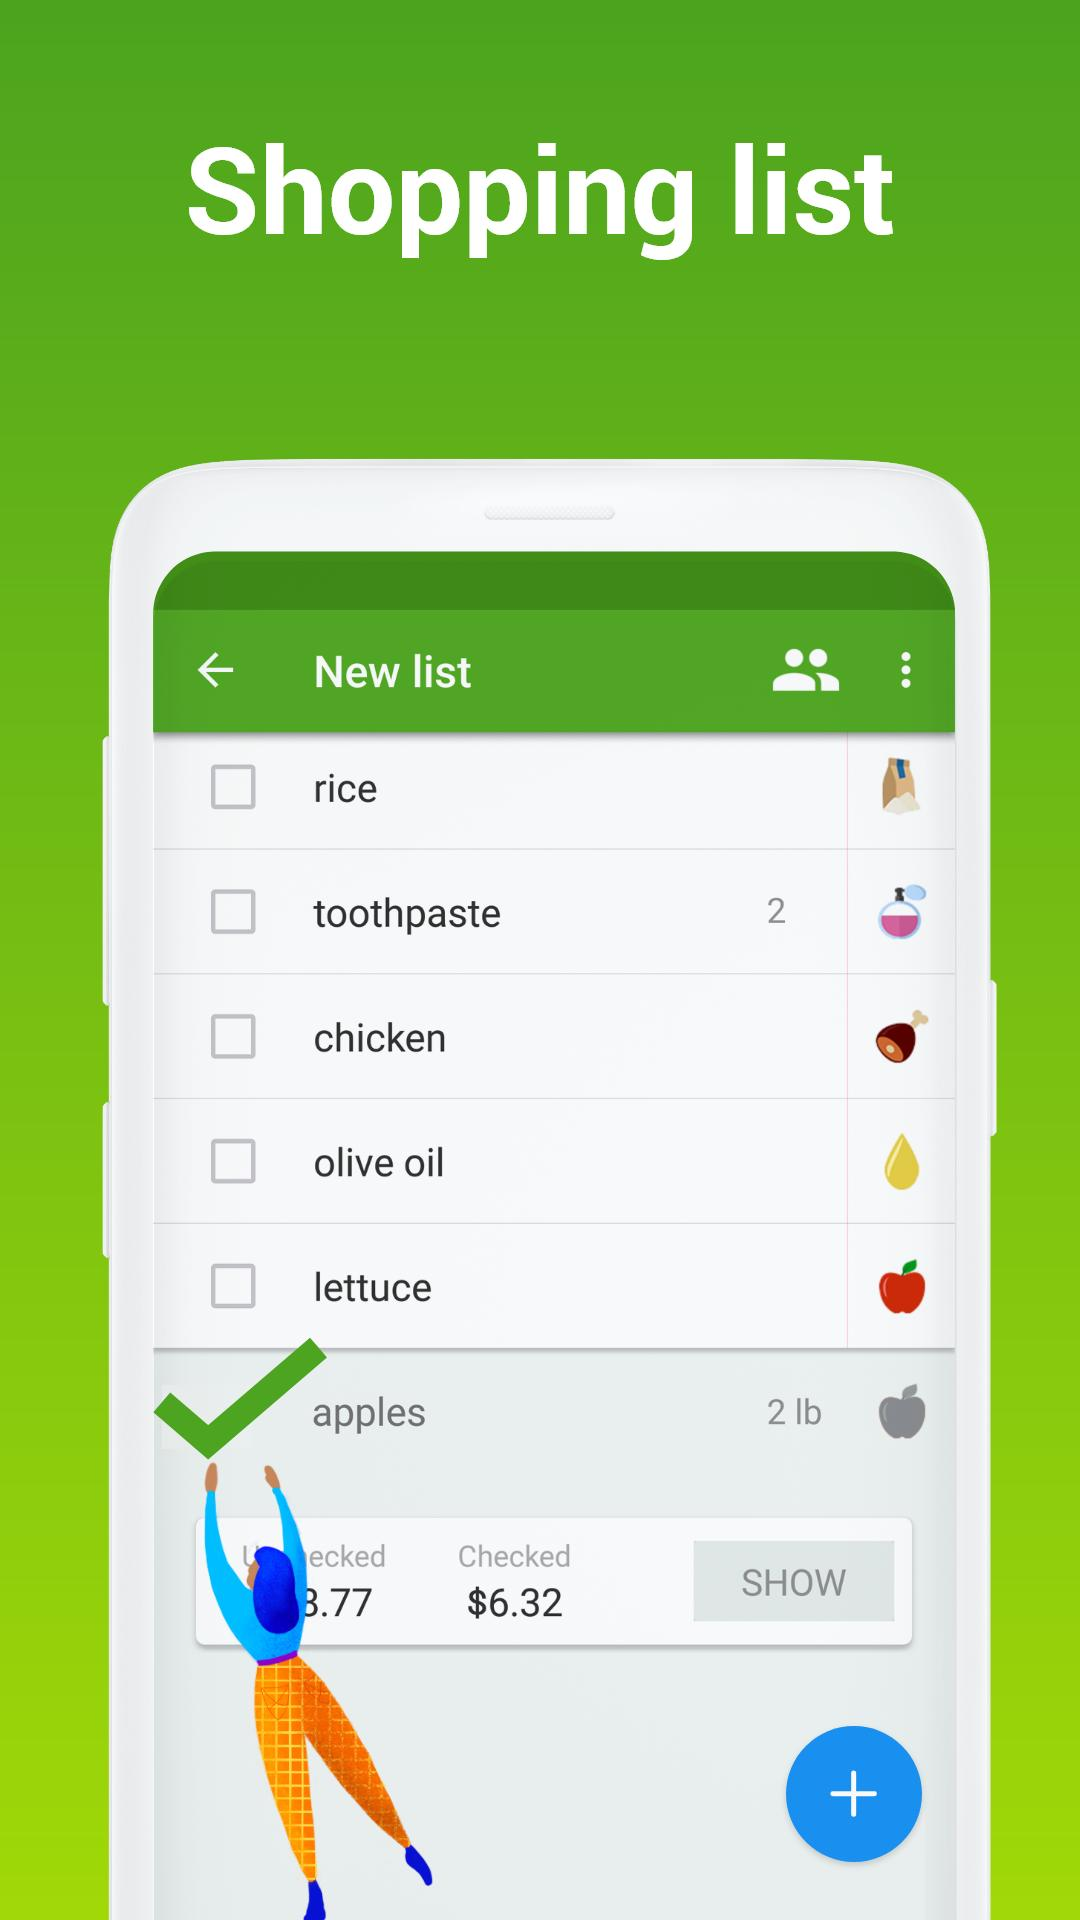 Shopping list
New list
rice
toothpaste 2
chicken
olive oil
lettuce
apples 2 lb
Checked
$6.32
SHOW